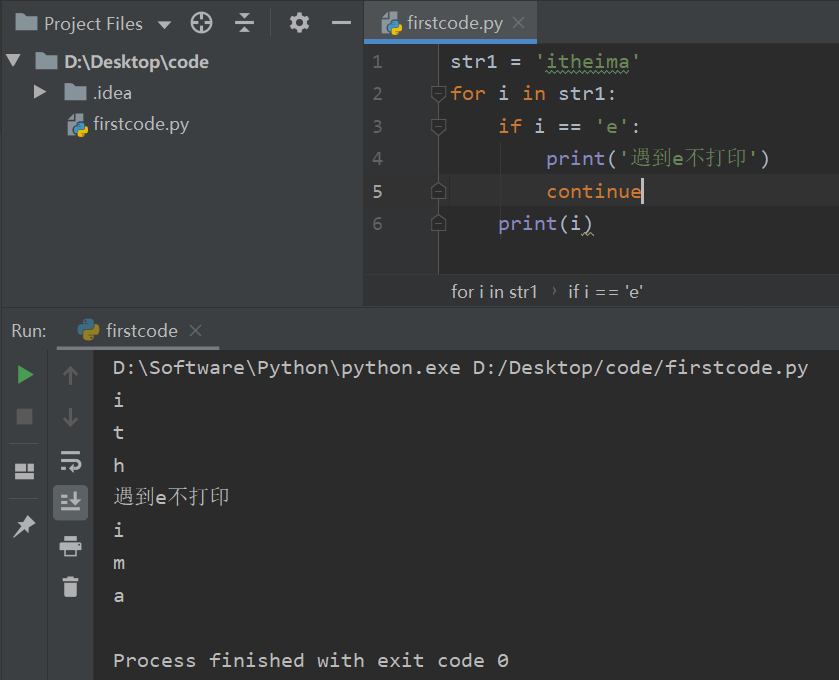 Project Files
firstcode.py
D:\Desktop\code
.idea
firstcode.py
1 str1 = 'itheima'
2 for i in str1:
3 if i == 'e':
4 print('遇到e不打印')
5 continue
6 print(i)
for i in str1 › if i == 'e'
Run: firstcode
D:\Software\Python\python.exe D:/Desktop/code/firstcode.py
i
t
h
遇到e不打印
i
m
a
Process finished with exit code 0